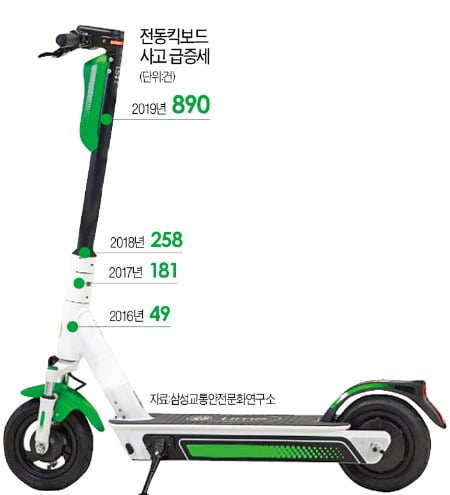 전동킥보드
사고 급증세
(단위:건)
2019년 890
2018년 258
2017년 181
2016년 49
자료:삼성교통안전문화연구소
Lime